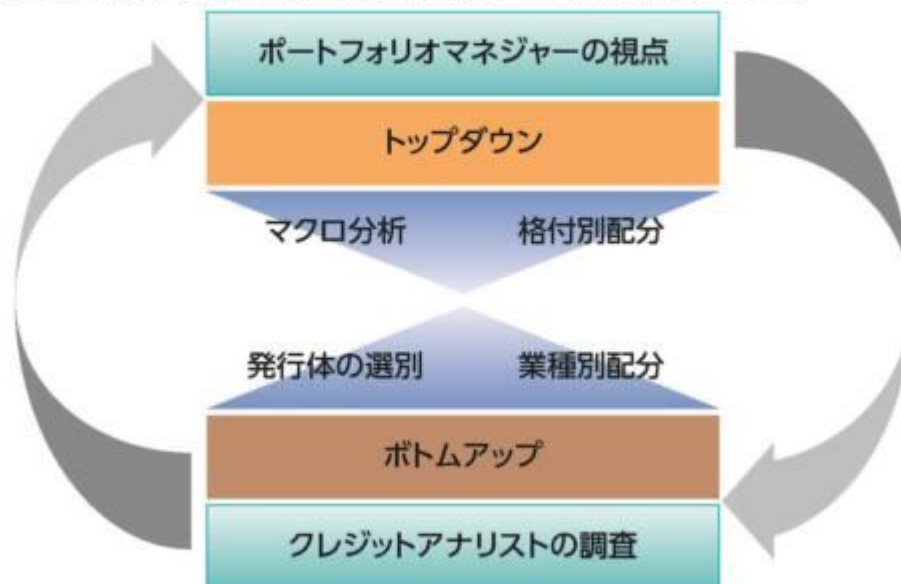 ポートフォリオマネジャーの視点
トップダウン
マクロ分析 格付別配分
発行体の選別 業種別配分
ボトムアップ
クレジットアナリストの調査